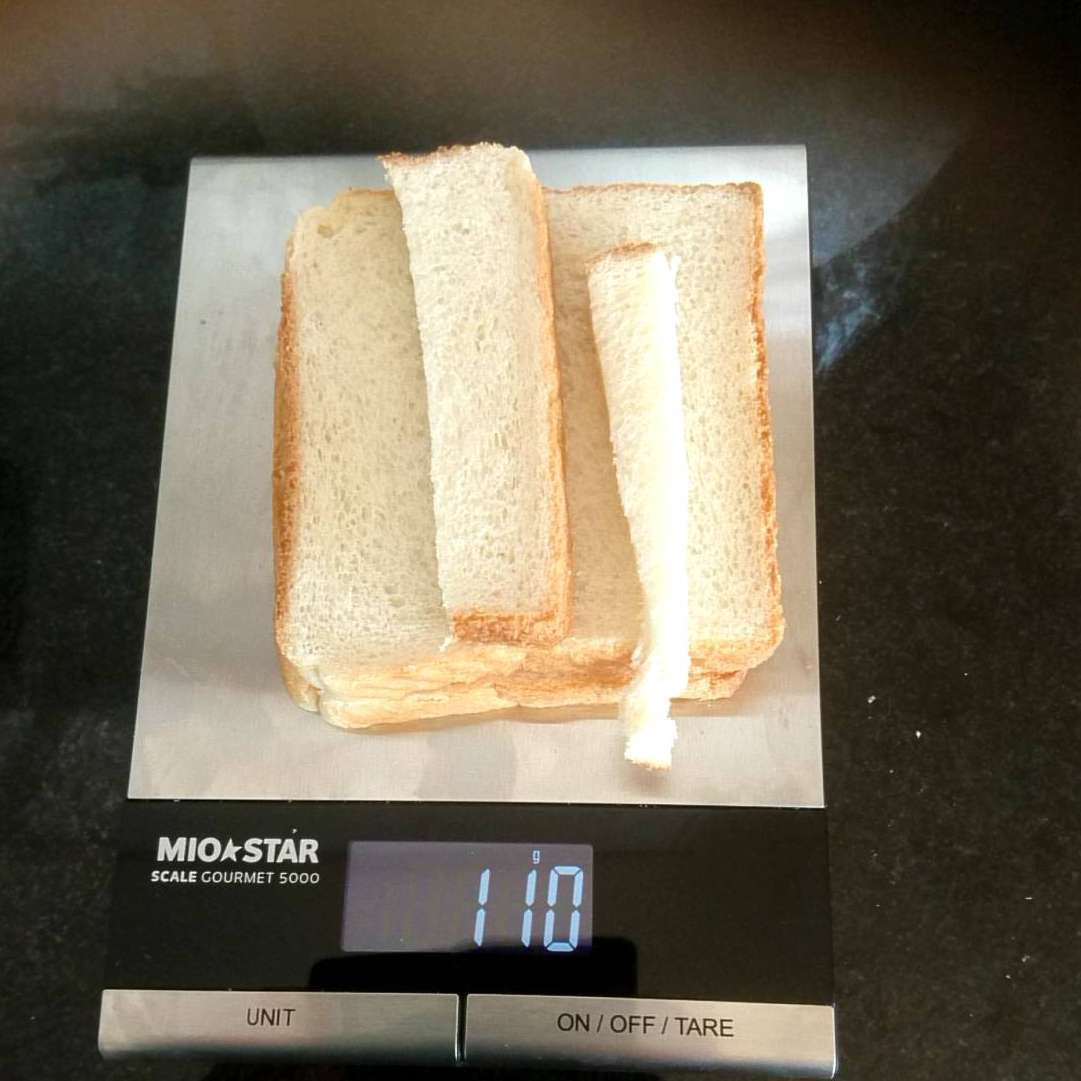 MIO★STAR
SCALE GOURMET 5000
g
110
UNIT
ON / OFF / TARE